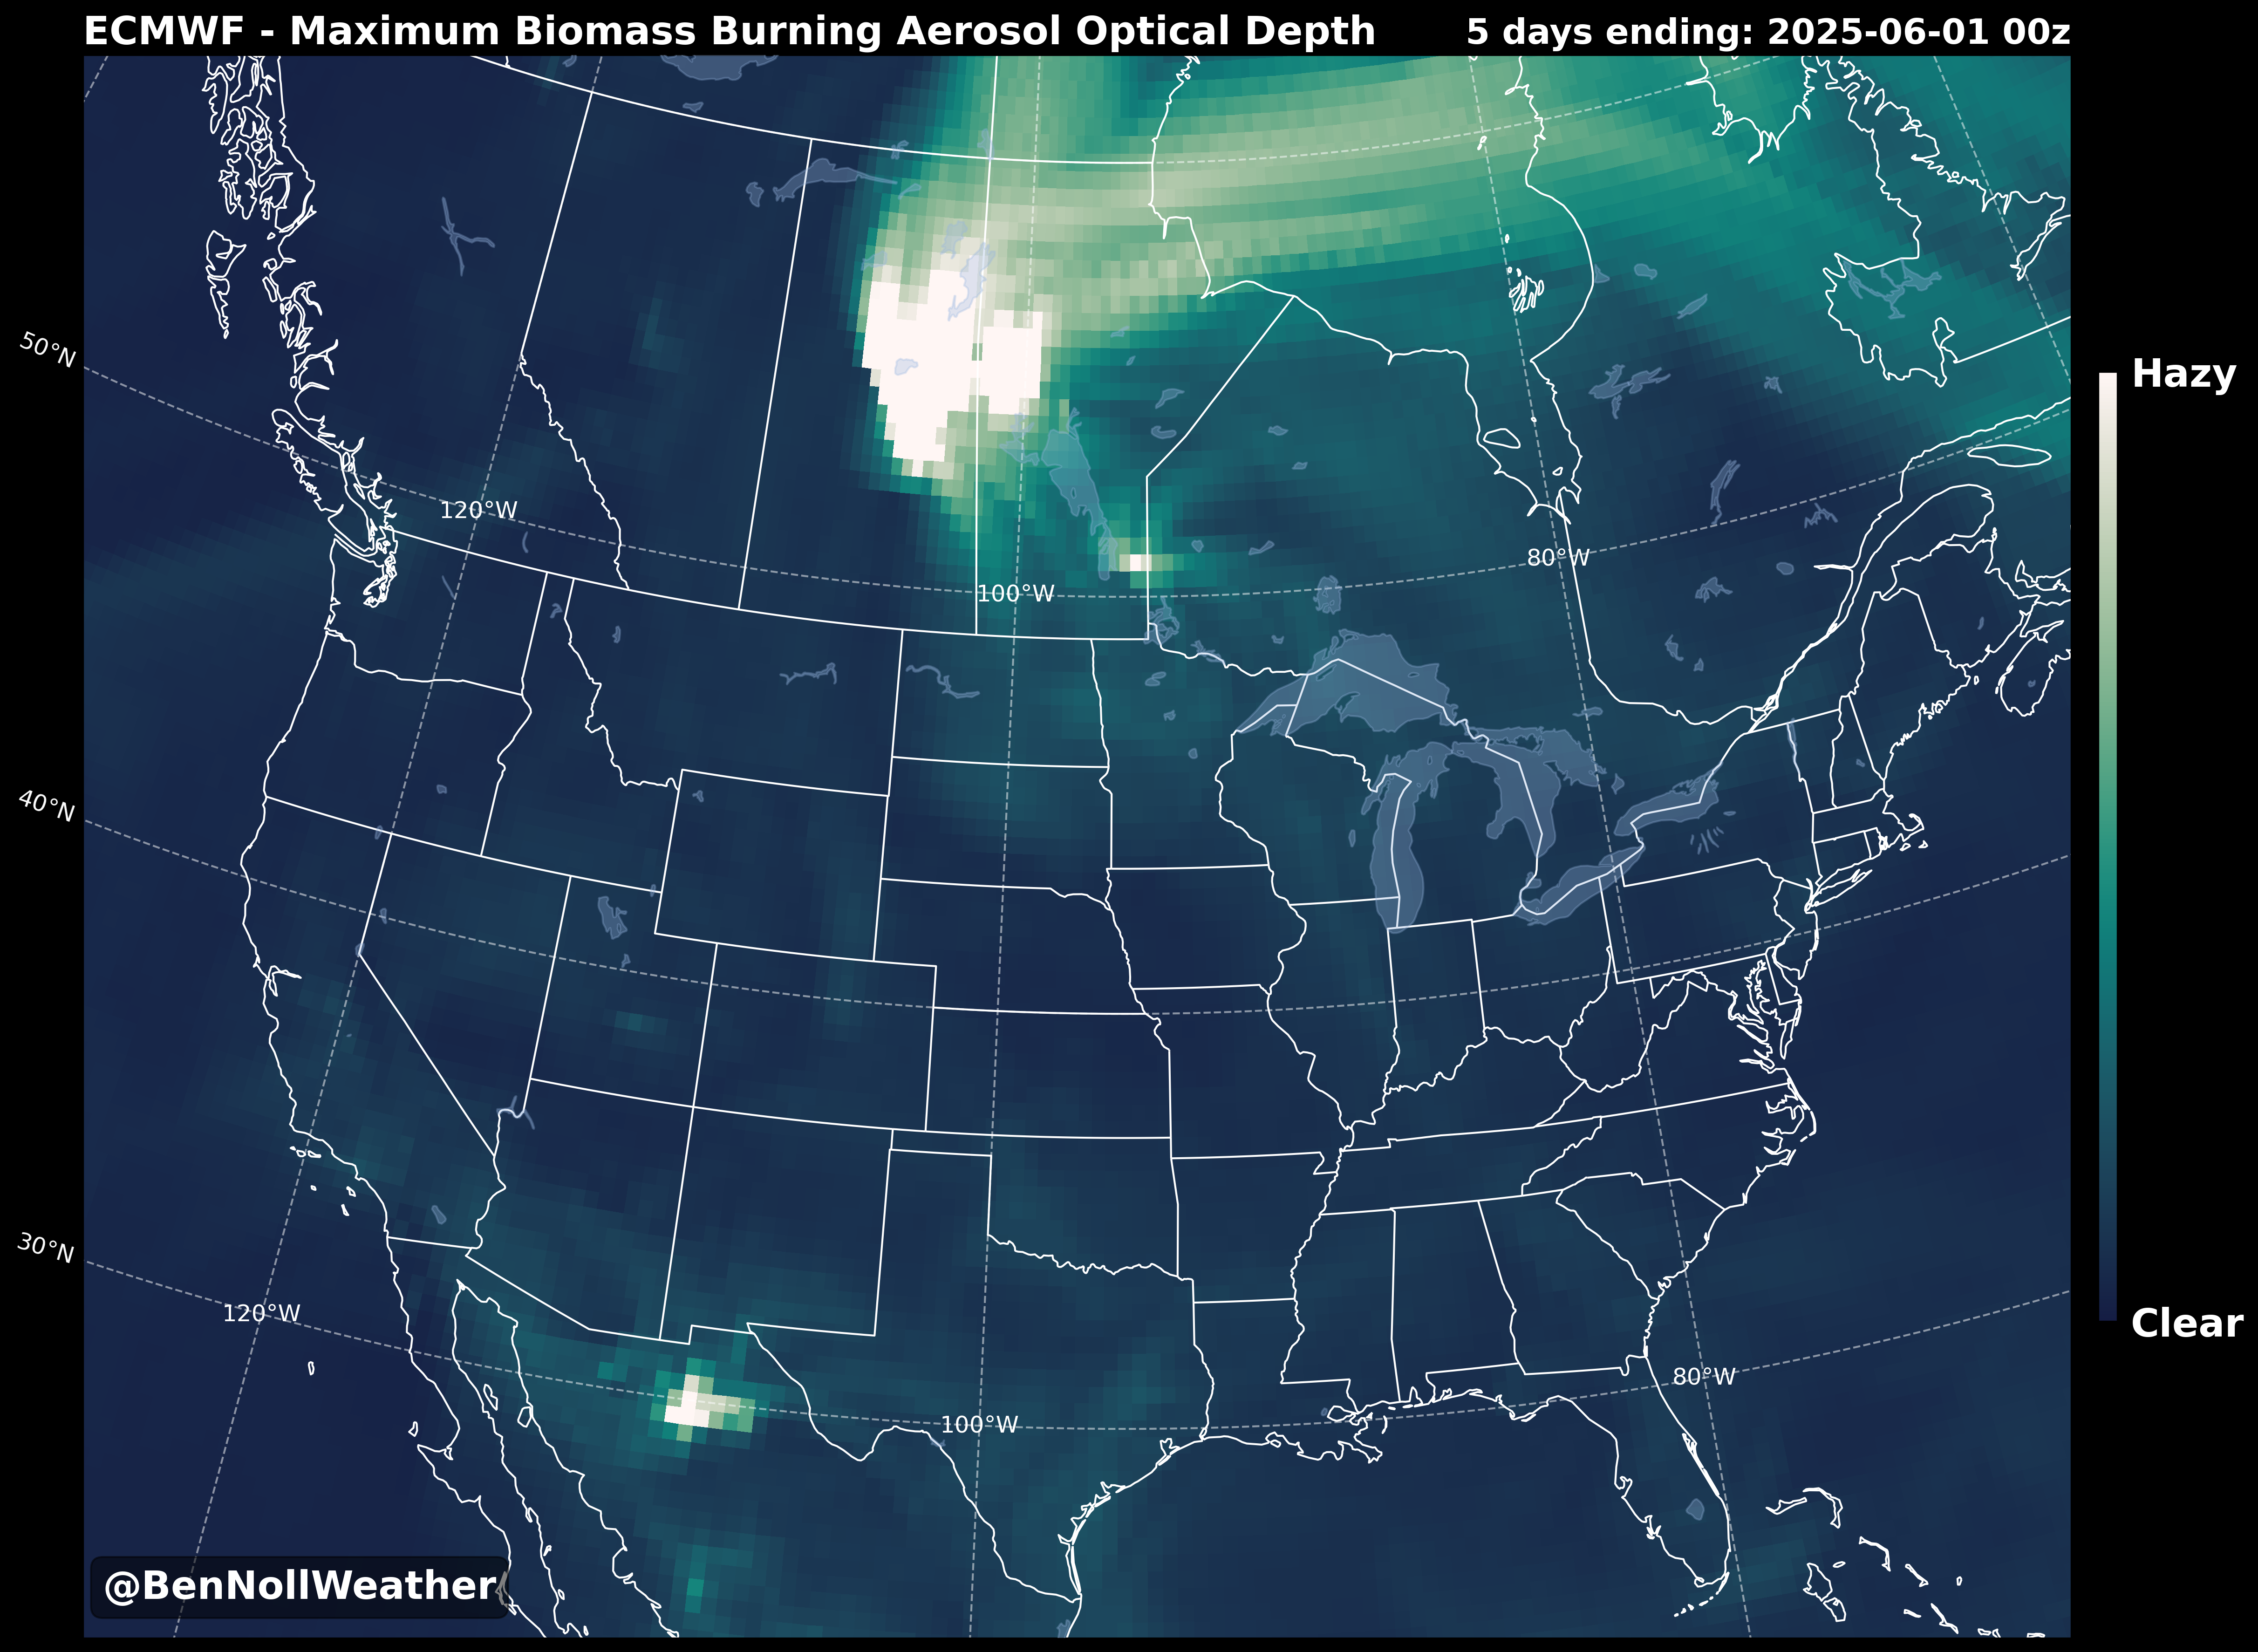 ECMWF - Maximum Biomass Burning Aerosol Optical Depth
5 days ending: 2025-06-01 00z
50°N
Hazy
120°W
80°W
100°W
40°N
30°N
120°W
Clear
80°W
100°W
@BenNollWeather